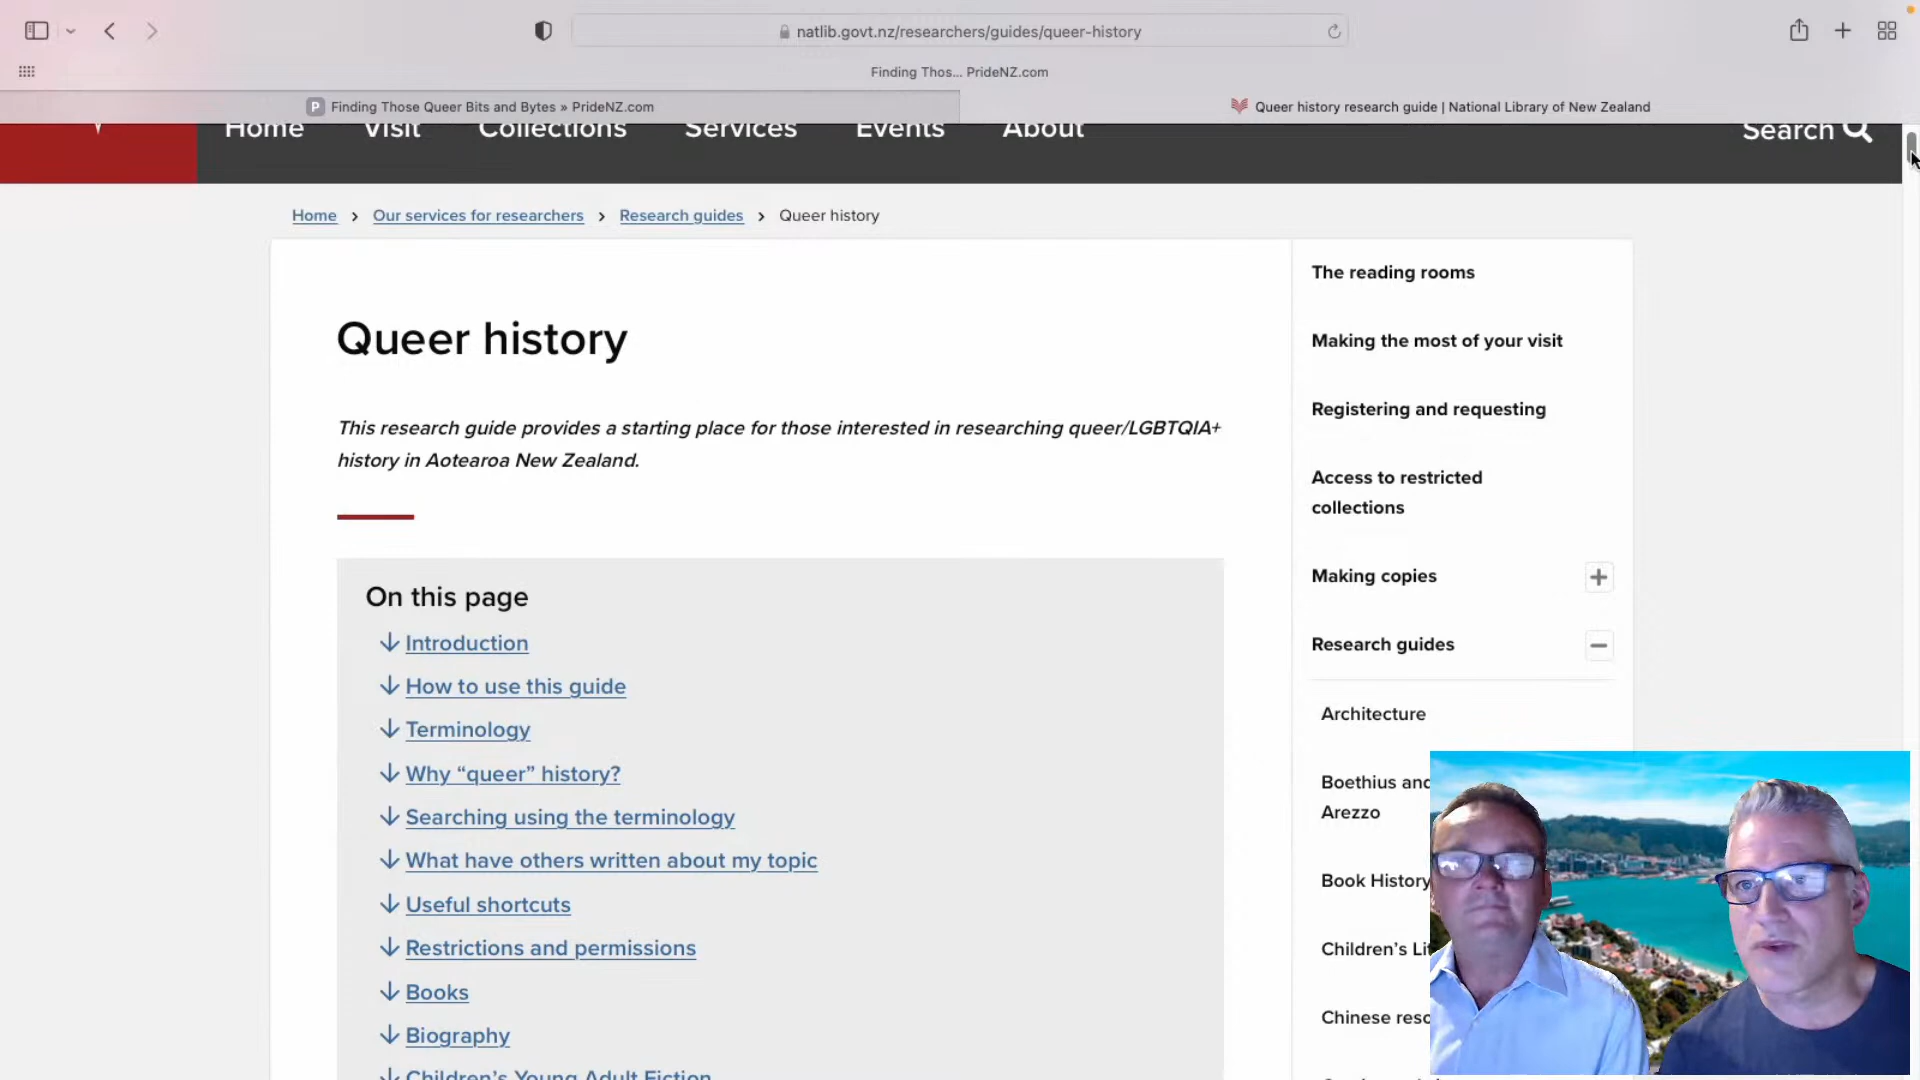 natlib.govt.nz/researchers/guides/queer-history
Finding Thos... PrideNZ.com
P Finding Those Queer Bits and Bytes » PrideNZ.com
Queer history research guide | National Library of New Zealand
Home Visit Collections Services Events About Search
Home > Our services for researchers > Research guides > Queer history
Queer history
This research guide provides a starting place for those interested in researching queer/LGBTQIA+
history in Aotearoa New Zealand.
On this page
↓ Introduction
↓ How to use this guide
↓ Terminology
↓ Why “queer” history?
↓ Searching using the terminology
↓ What have others written about my topic
↓ Useful shortcuts
↓ Restrictions and permissions
↓ Books
↓ Biography
↓ Children’s Young Adult Fiction
The reading rooms
Making the most of your visit
Registering and requesting
Access to restricted
collections
Making copies +
Research guides −
Architecture
Boethius and
Arezzo
Book History
Children’s Li
Chinese reso